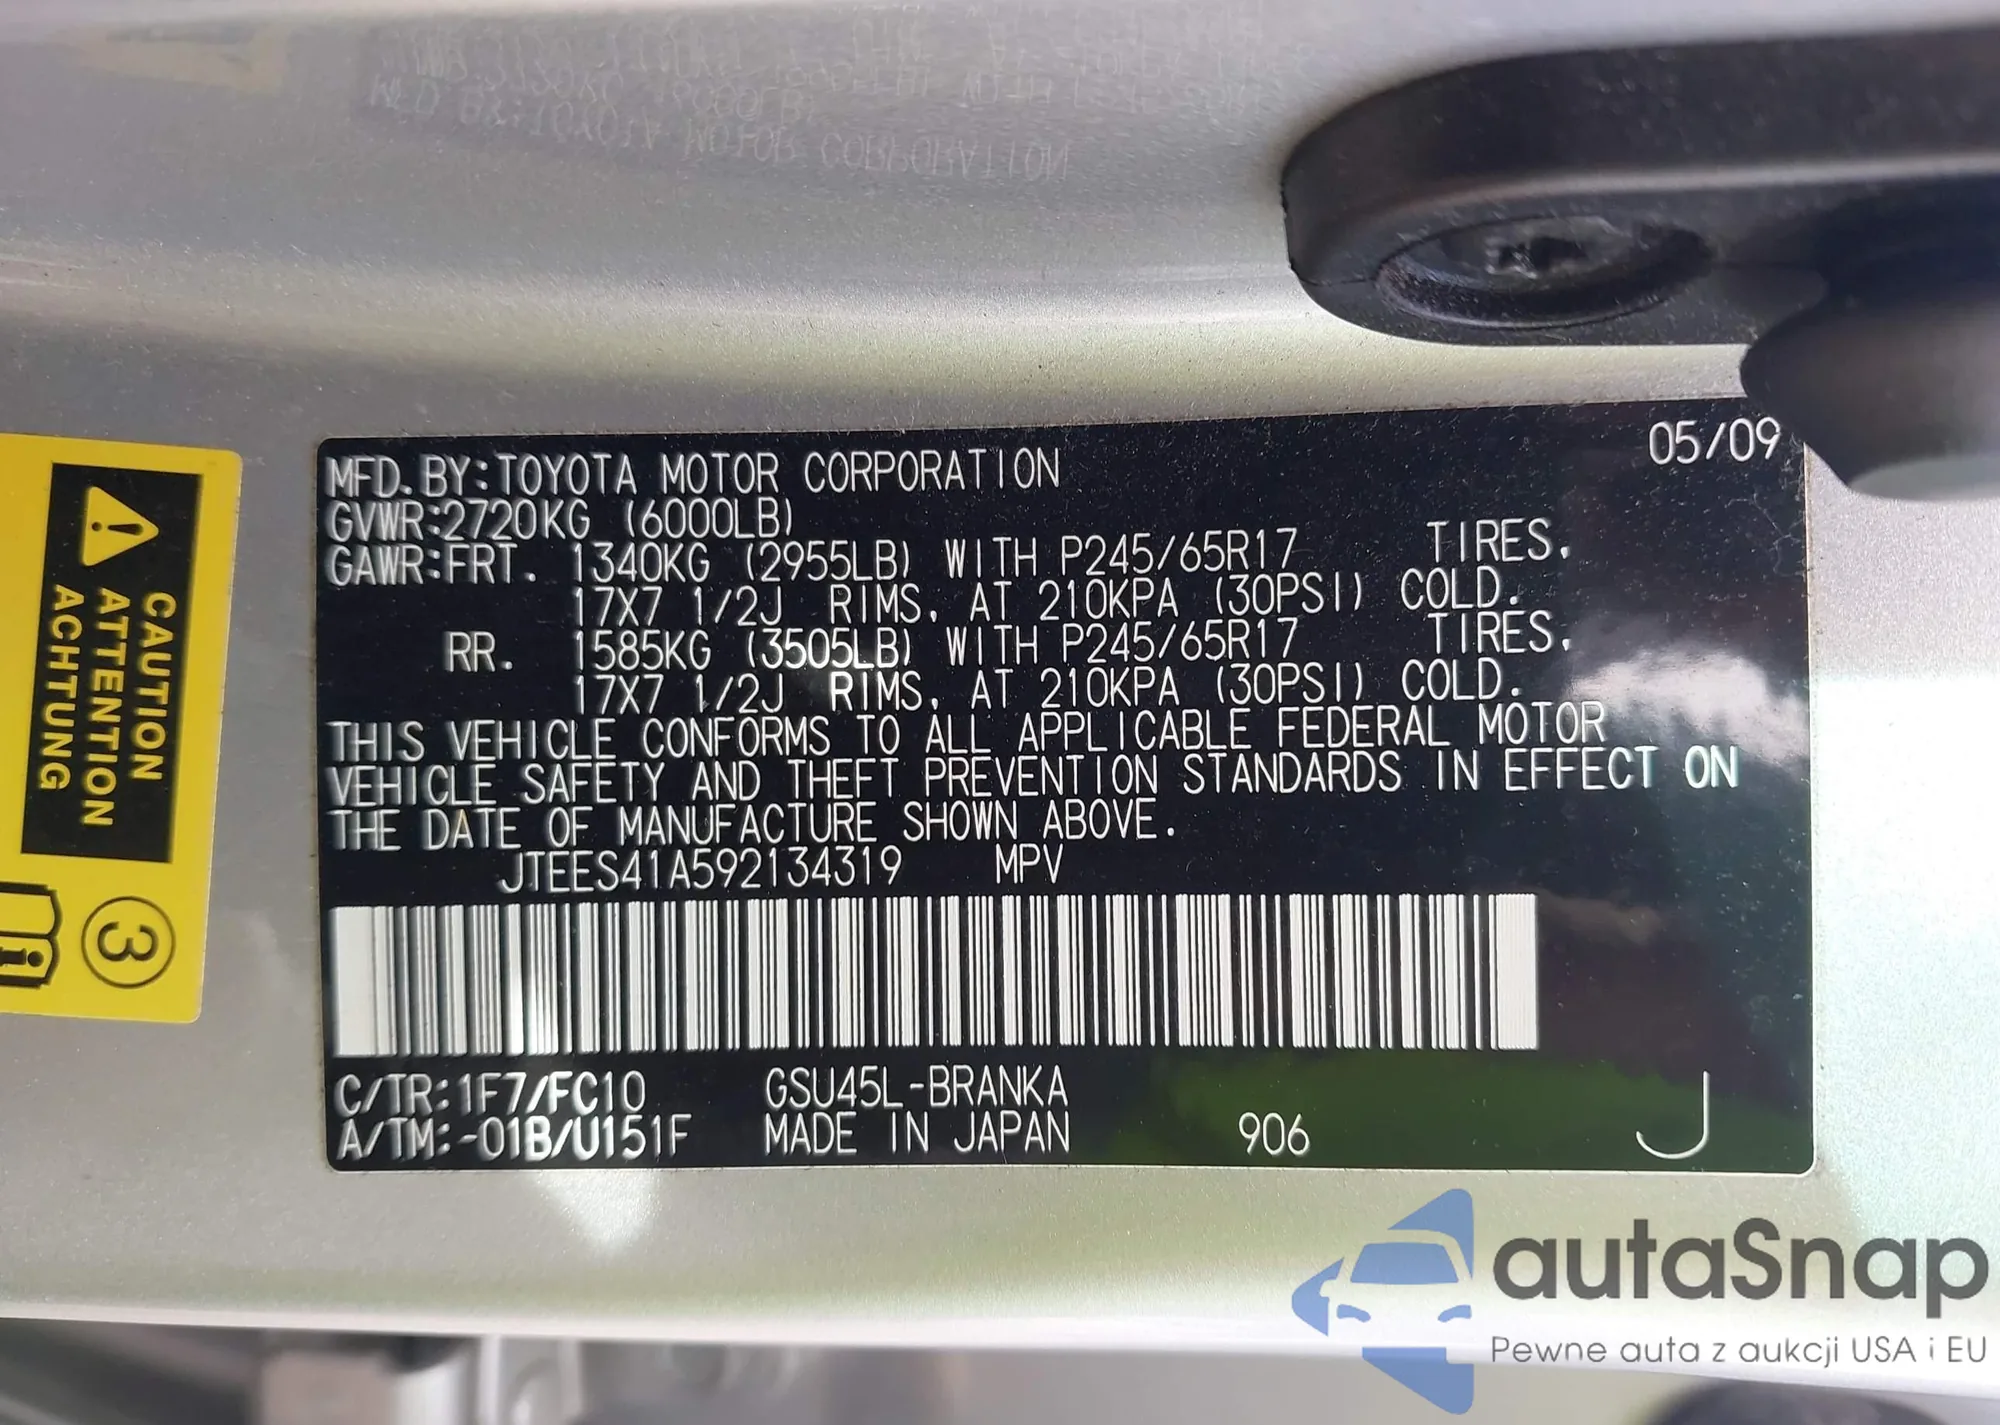 05/09
MFD. BY:TOYOTA MOTOR CORPORATION
GVWR:2720KG (6000LB)
GAWR:FRT. 1340KG (2955LB) WITH P245/65R17 TIRES,
17X7 1/2J RIMS, AT 210KPA (30PSI) COLD.
RR. 1585KG (3505LB) WITH P245/65R17 TIRES,
17X7 1/2J RIMS, AT 210KPA (30PSI) COLD.
THIS VEHICLE CONFORMS TO ALL APPLICABLE FEDERAL MOTOR
VEHICLE SAFETY AND THEFT PREVENTION STANDARDS IN EFFECT ON
THE DATE OF MANUFACTURE SHOWN ABOVE.
JTEES41A592134319 MPV
C/TR:1F7/FC10 GSU45L-BRANKA
A/TM:-01B/U151F MADE IN JAPAN 906 J
CAUTION
ATTENTION
ACHTUNG
3
autaSnap
Pewne auta z aukcji USA i EU